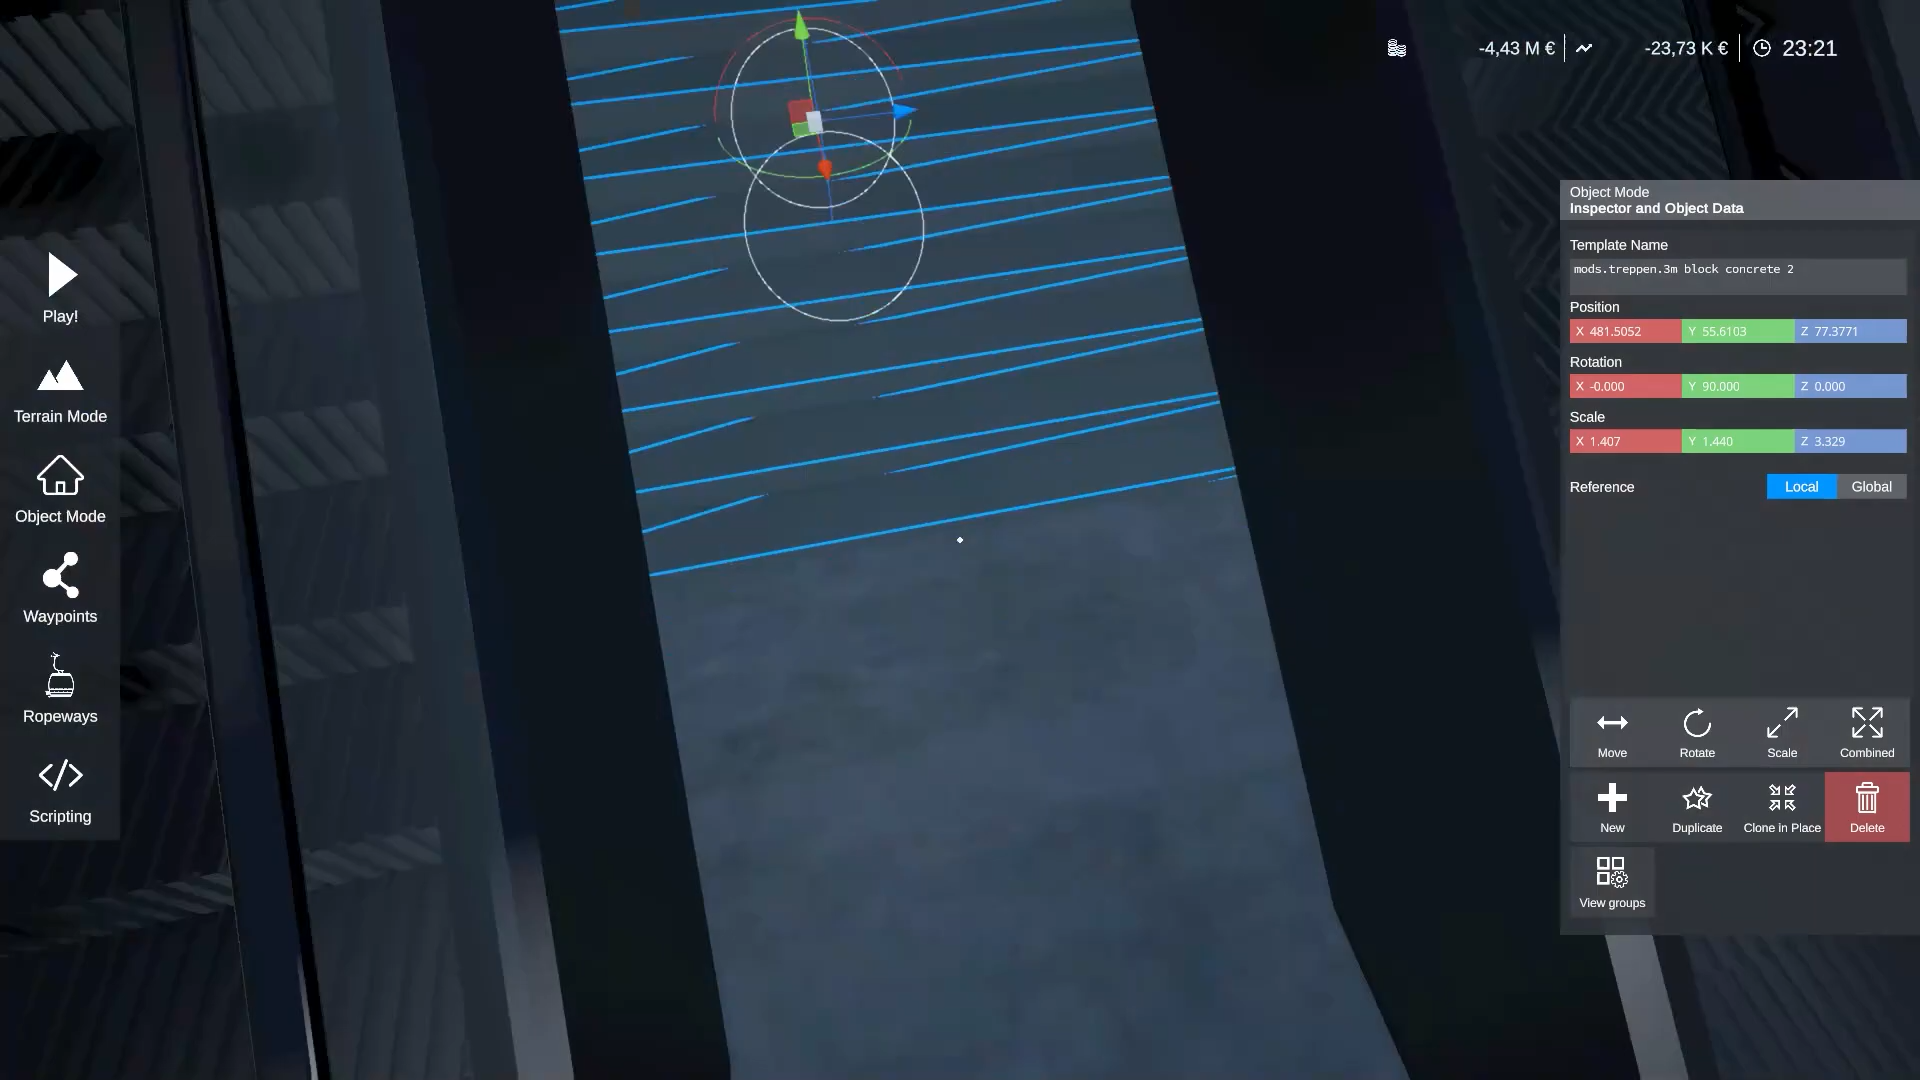 -4,43 M €
-23,73 K €
23:21
Play!
Terrain Mode
Object Mode
Waypoints
Ropeways
Scripting
Object Mode
Inspector and Object Data
Template Name
mods.treppen.3m block concrete 2
Position
X 481.5052 Y 55.6103 Z 77.3771
Rotation
X -0.000 Y 90.000 Z 0.000
Scale
X 1.407 Y 1.440 Z 3.329
Reference Local Global
Move Rotate Scale Combined
New Duplicate Clone in Place Delete
View groups